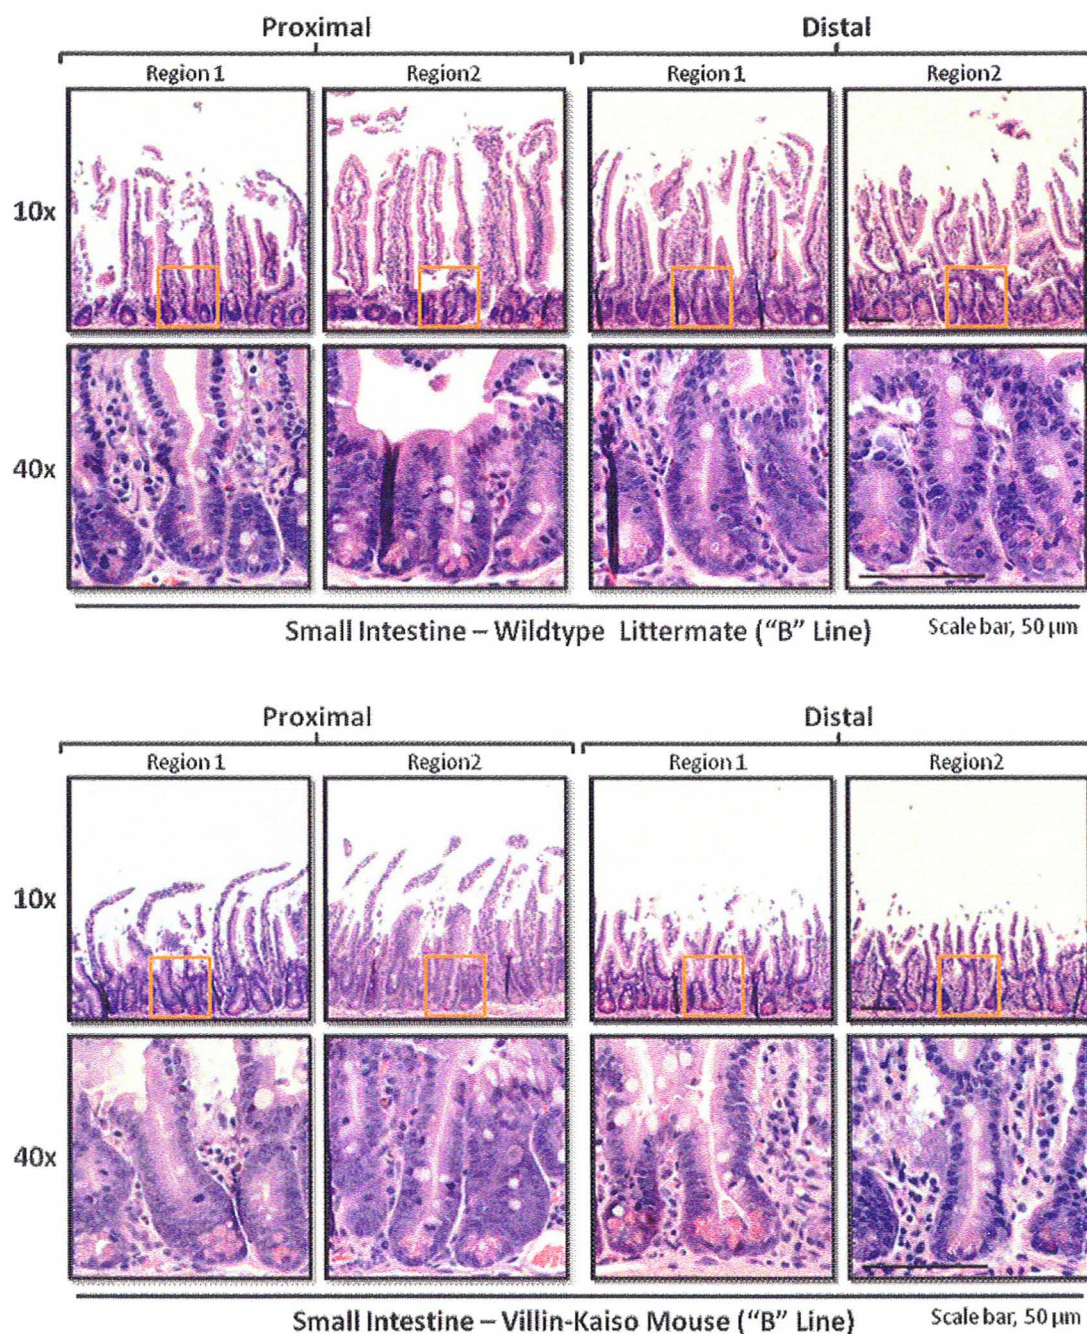 Proximal Distal
Region 1 Region2 Region 1 Region2
10x
40x
Small Intestine – Wildtype Littermate ("B" Line) Scale bar, 50 µm
Proximal Distal
Region 1 Region2 Region 1 Region2
10x
40x
Small Intestine – Villin-Kaiso Mouse ("B" Line) Scale bar, 50 µm